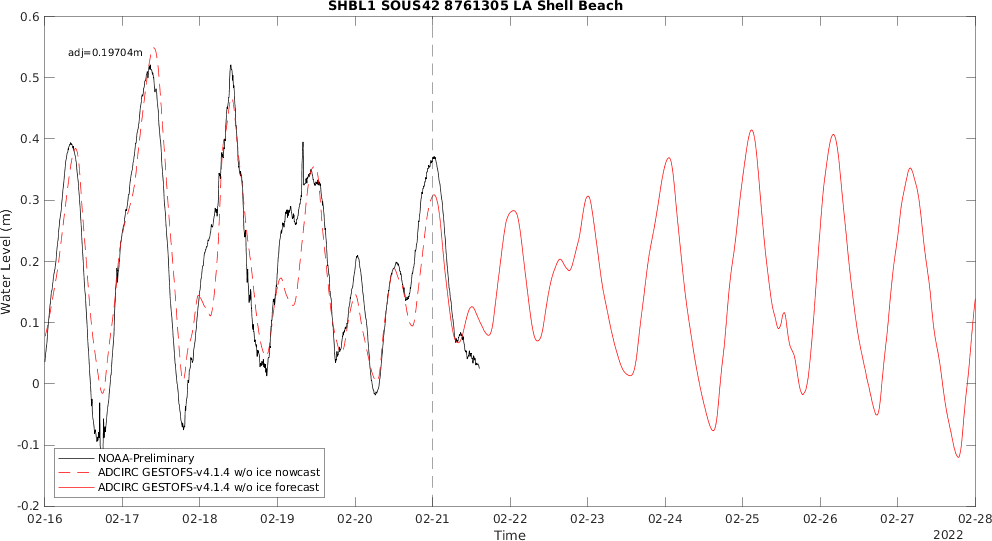 SHBL1 SOUS42 8761305 LA Shell Beach
adj=0.19704m
0.6
0.5
0.4
0.3
0.2
0.1
0
-0.1
-0.2
Water Level (m)
NOAA-Preliminary
ADCIRC GESTOFS-v4.1.4 w/o ice nowcast
ADCIRC GESTOFS-v4.1.4 w/o ice forecast
02-16 02-17 02-18 02-19 02-20 02-21 02-22 02-23 02-24 02-25 02-26 02-27 02-28
Time
2022